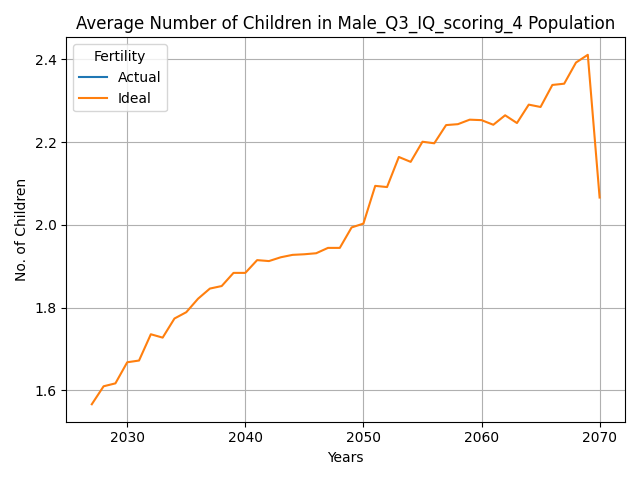 Average Number of Children in Male_Q3_IQ_scoring_4 Population
Fertility
Actual
Ideal
No. of Children
2.4
2.2
2.0
1.8
1.6
2030 2040 2050 2060 2070
Years